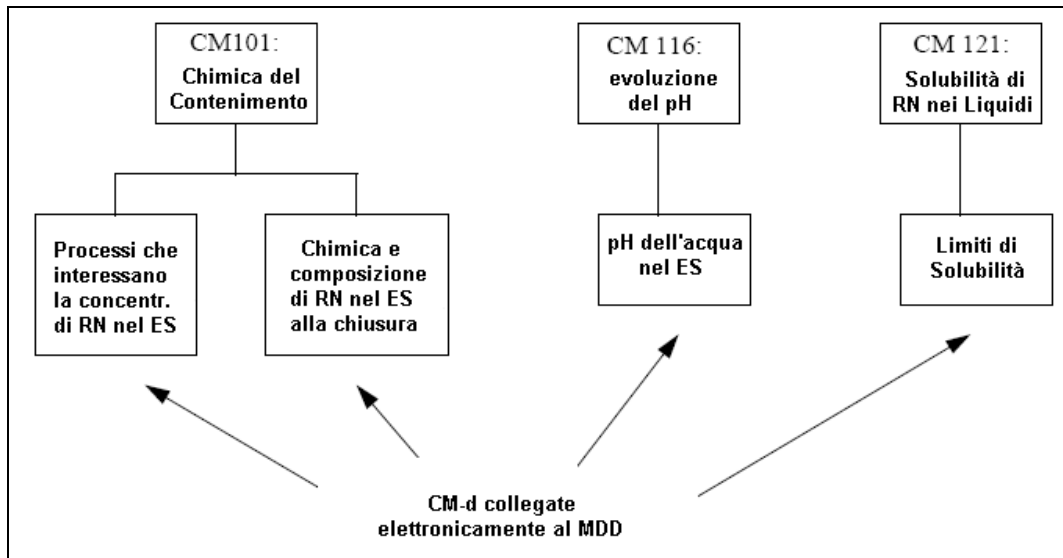 CM101:
Chimica del
Contenimento
CM 116:
evoluzione
del pH
CM 121:
Solubilità di
RN nei Liquidi
Processi che
interessano
la concentr.
di RN nel ES
Chimica e
composizione
di RN nel ES
alla chiusura
pH dell'acqua
nel ES
Limiti di
Solubilità
CM-d collegate
elettronicamente al MDD